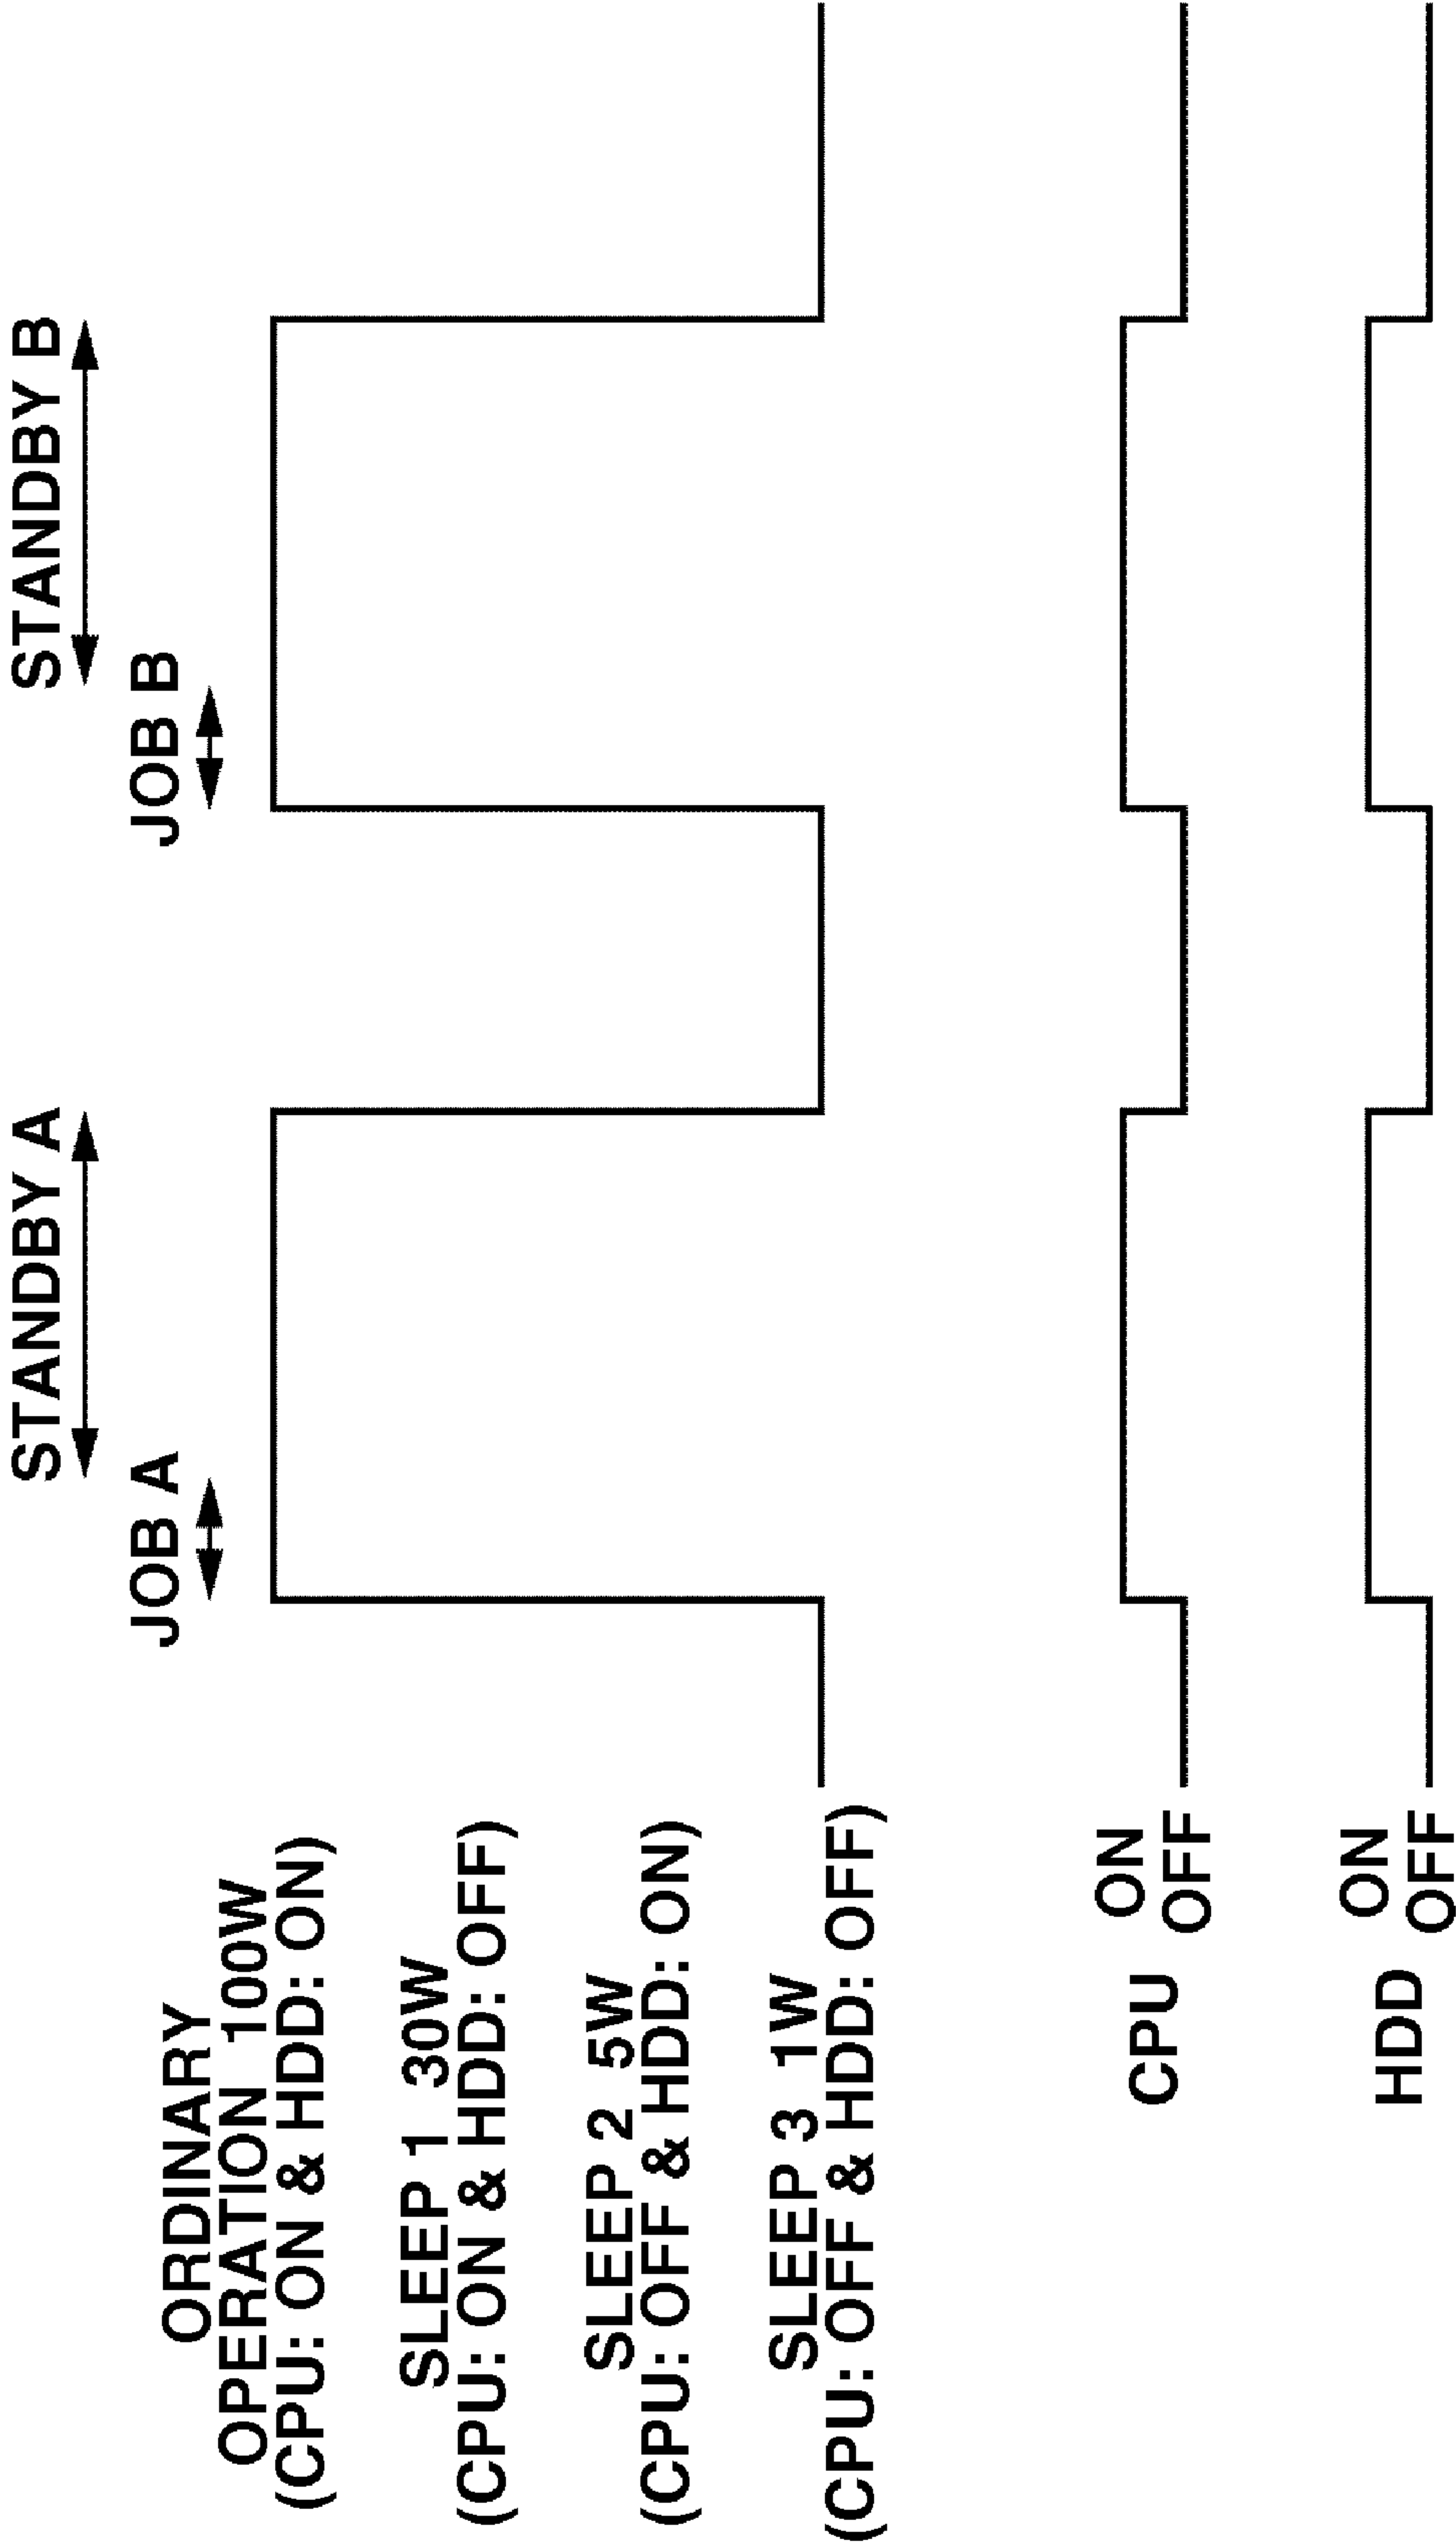 STANDBY A
STANDBY B
JOB A
JOB B
ORDINARY
OPERATION 100W
(CPU: ON & HDD: ON)
SLEEP 1 30W
(CPU: ON & HDD: OFF)
SLEEP 2 5W
(CPU: OFF & HDD: ON)
SLEEP 3 1W
(CPU: OFF & HDD: OFF)
CPU ON
OFF
HDD ON
OFF